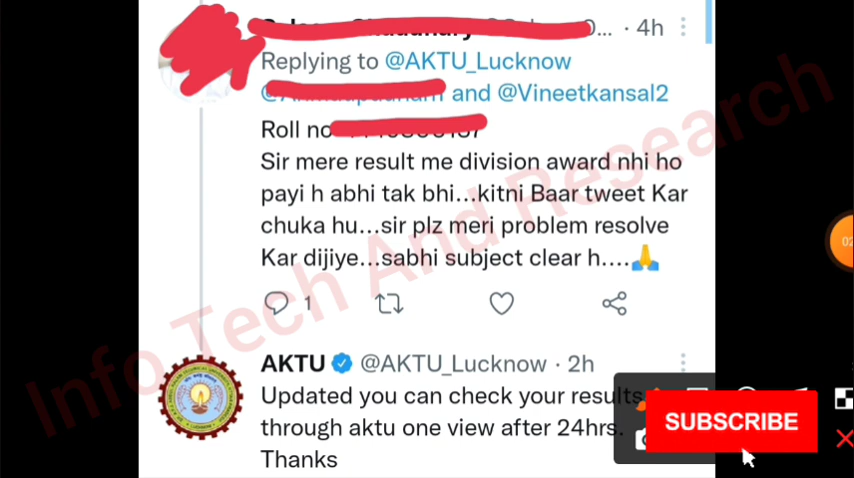 · 4h
Replying to @AKTU_Lucknow
and @Vineetkansal2
Roll no
Sir mere result me division award nhi ho
payi h abhi tak bhi...kitni Baar tweet Kar
chuka hu...sir plz meri problem resolve
Kar dijiye...sabhi subject clear h....🙏
1
AKTU @AKTU_Lucknow · 2h
Updated you can check your results
through aktu one view after 24hrs.
Thanks
SUBSCRIBE
02
Info Tech And Research